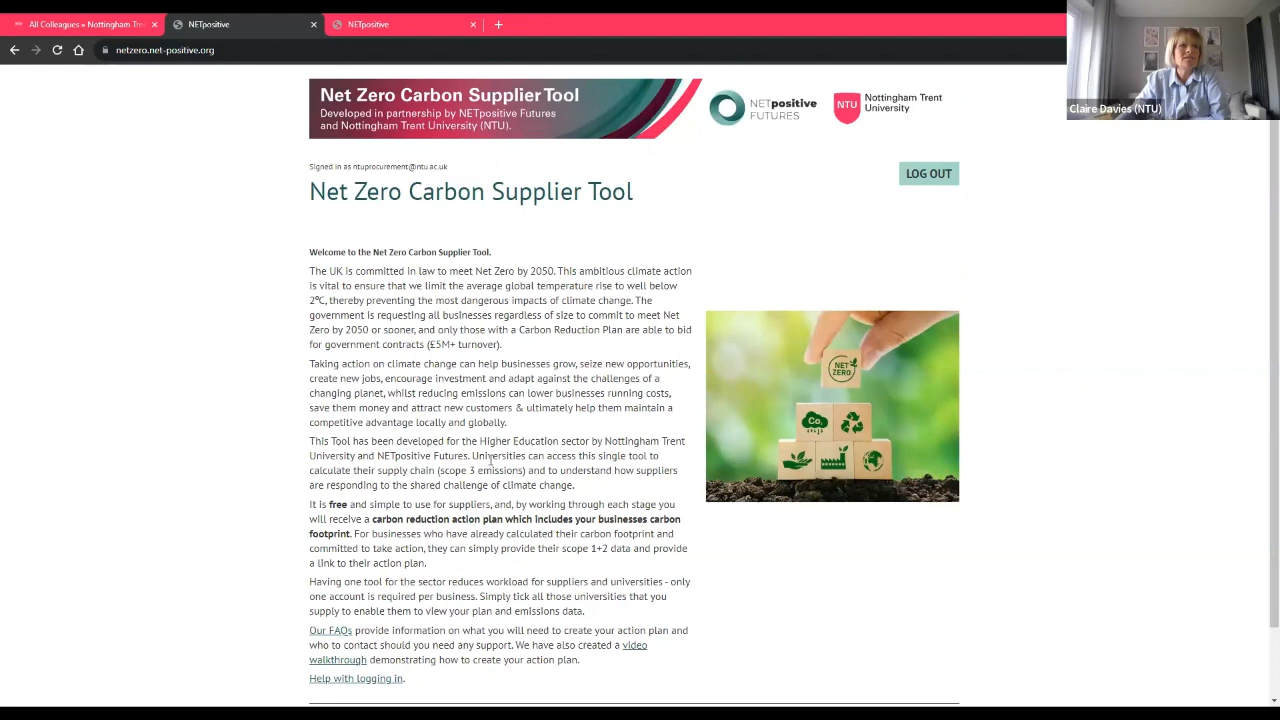 All Colleagues » Nottingham Tre
NETpositive
NETpositive
netzero.net-positive.org
Claire Davies (NTU)
Net Zero Carbon Supplier Tool
Developed in partnership by NETpositive Futures
and Nottingham Trent University (NTU).
NETpositive
FUTURES
NTU
Nottingham Trent
University
Signed in as ntuprocurement@ntu.ac.uk
LOG OUT
Net Zero Carbon Supplier Tool
Welcome to the Net Zero Carbon Supplier Tool.
The UK is committed in law to meet Net Zero by 2050. This ambitious climate action
is vital to ensure that we limit the average global temperature rise to well below
2°C, thereby preventing the most dangerous impacts of climate change. The
government is requesting all businesses regardless of size to commit to meet Net
Zero by 2050 or sooner, and only those with a Carbon Reduction Plan are able to bid
for government contracts (£5M+ turnover).
Taking action on climate change can help businesses grow, seize new opportunities,
create new jobs, encourage investment and adapt against the challenges of a
changing planet, whilst reducing emissions can lower businesses running costs,
save them money and attract new customers & ultimately help them maintain a
competitive advantage locally and globally.
This Tool has been developed for the Higher Education sector by Nottingham Trent
University and NETpositive Futures. Universities can access this single tool to
calculate their supply chain (scope 3 emissions) and to understand how suppliers
are responding to the shared challenge of climate change.
It is free and simple to use for suppliers, and, by working through each stage you
will receive a carbon reduction action plan which includes your businesses carbon
footprint. For businesses who have already calculated their carbon footprint and
committed to take action, they can simply provide their scope 1+2 data and provide
a link to their action plan.
Having one tool for the sector reduces workload for suppliers and universities - only
one account is required per business. Simply tick all those universities that you
supply to enable them to view your plan and emissions data.
Our FAQs provide information on what you will need to create your action plan and
who to contact should you need any support. We have also created a video
walkthrough demonstrating how to create your action plan.
Help with logging in.
NET
ZERO
CO2